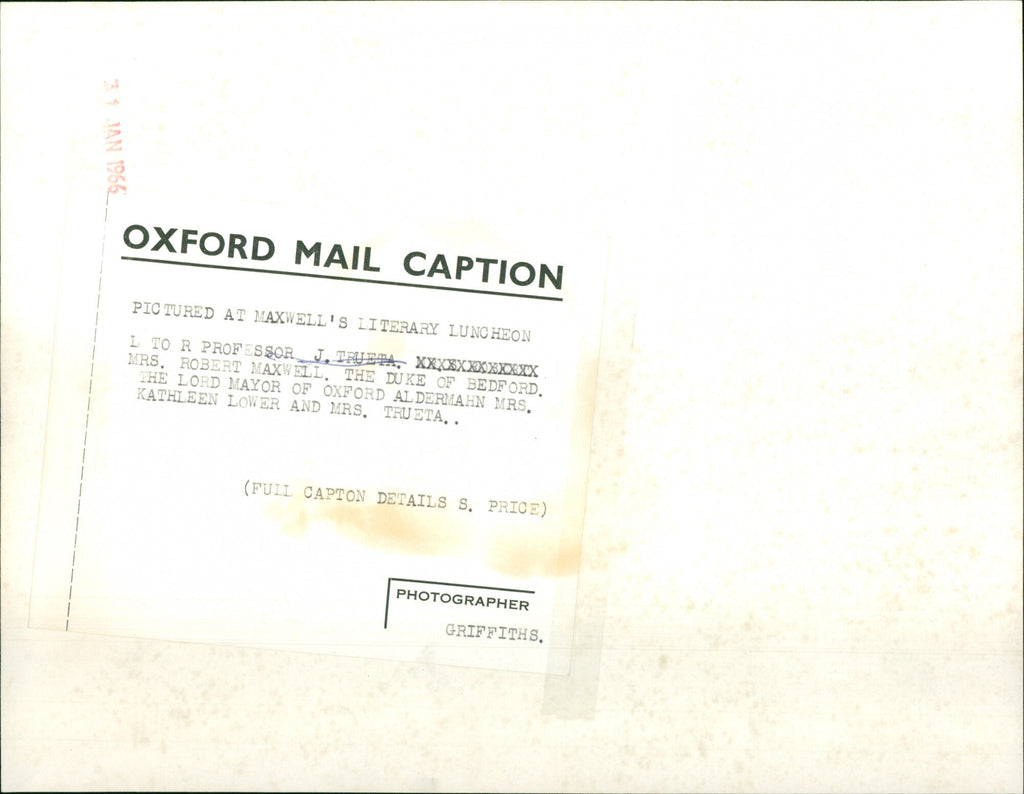 31 JAN 1966
OXFORD MAIL CAPTION
PICTURED AT MAXWELL'S LITERARY LUNCHEON
L TO R PROFESSOR J. TRUETA. XXXXXXXXXXXX
MRS. ROBERT MAXWELL. THE DUKE OF BEDFORD.
THE LORD MAYOR OF OXFORD ALDERMAHN MRS.
KATHLEEN LOWER AND MRS. TRUETA..
(FULL CAPTON DETAILS S. PRICE)
PHOTOGRAPHER
GRIFFITHS.